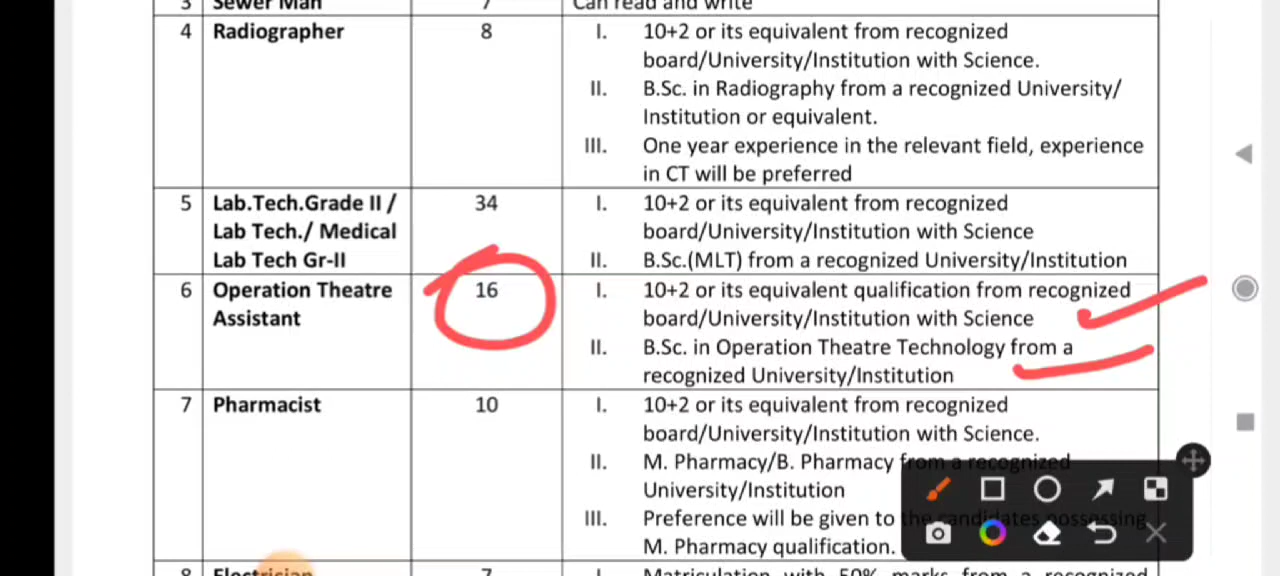 3 Sewer Man 7 Can read and write
4 Radiographer 8 I. 10+2 or its equivalent from recognized
board/University/Institution with Science.
II. B.Sc. in Radiography from a recognized University/
Institution or equivalent.
III. One year experience in the relevant field, experience
in CT will be preferred
5 Lab.Tech.Grade II / 34 I. 10+2 or its equivalent from recognized
Lab Tech./ Medical board/University/Institution with Science
Lab Tech Gr-II II. B.Sc.(MLT) from a recognized University/Institution
6 Operation Theatre 16 I. 10+2 or its equivalent qualification from recognized
Assistant board/University/Institution with Science
II. B.Sc. in Operation Theatre Technology from a
recognized University/Institution
7 Pharmacist 10 I. 10+2 or its equivalent from recognized
board/University/Institution with Science.
II. M. Pharmacy/B. Pharmacy from a recognized
University/Institution
III. Preference will be given to the candidates possessing
M. Pharmacy qualification.
8 Electrician 7 I. Matriculation with 50% marks from a recognized